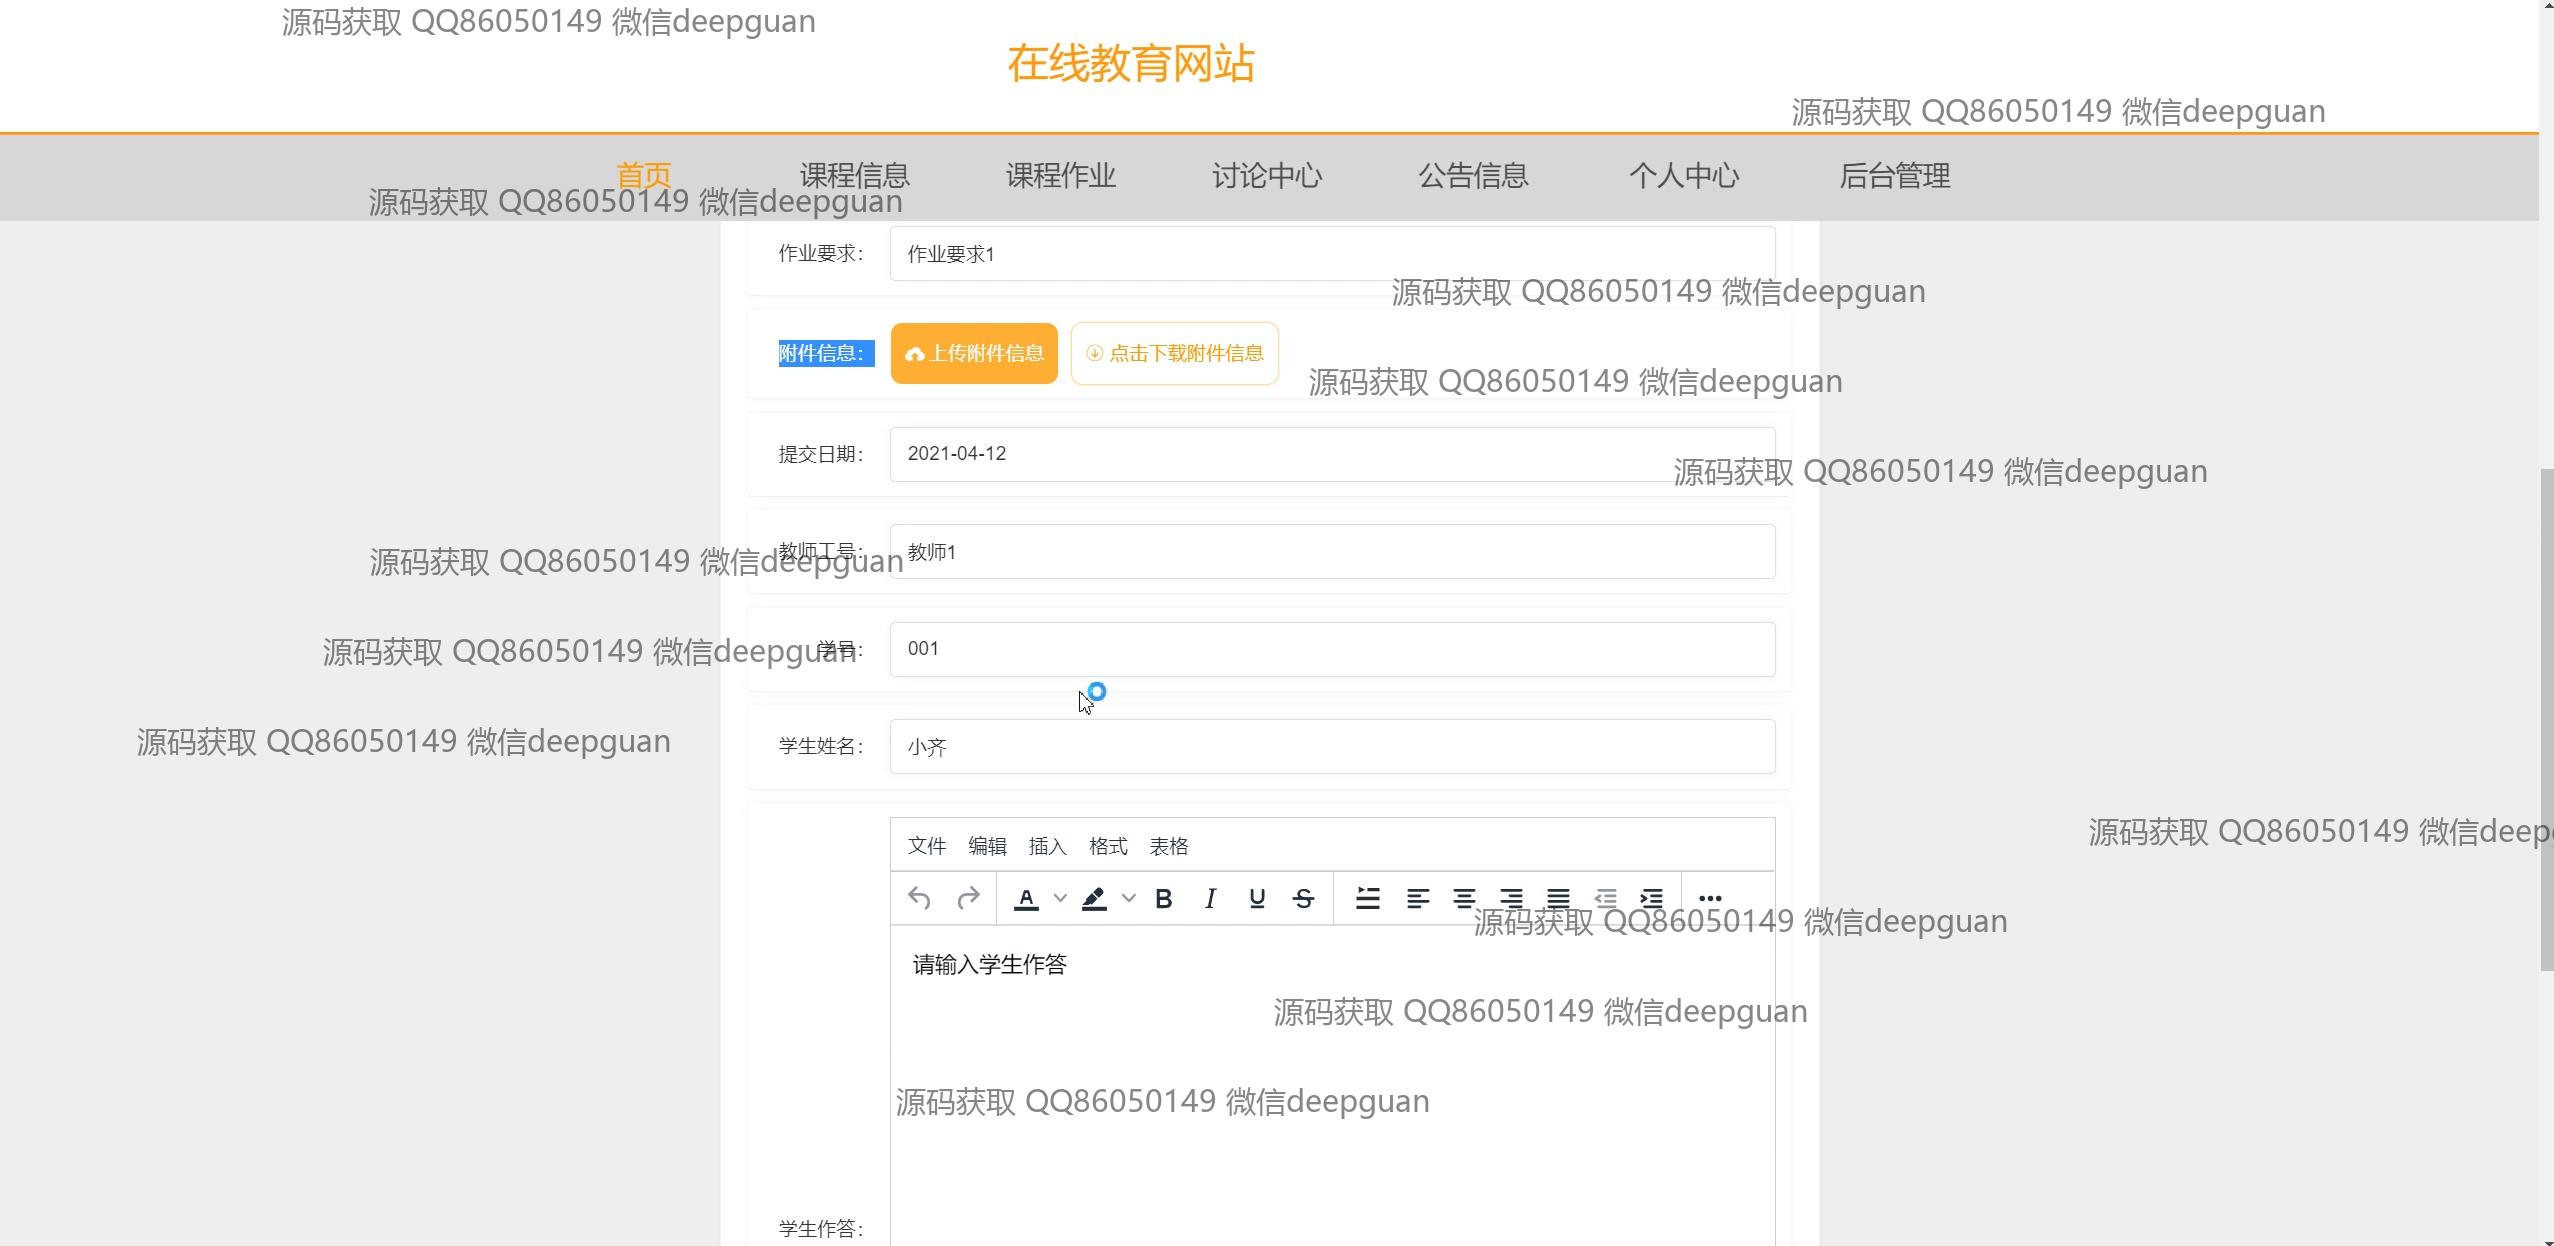 源码获取 QQ86050149 微信deepguan
在线教育网站
源码获取 QQ86050149 微信deepguan
首页 课程信息 课程作业 讨论中心 公告信息 个人中心 后台管理
源码获取 QQ86050149 微信deepguan
作业要求： 作业要求1
源码获取 QQ86050149 微信deepguan
附件信息： 上传附件信息 点击下载附件信息
源码获取 QQ86050149 微信deepguan
提交日期： 2021-04-12
源码获取 QQ86050149 微信deepguan
教师工号： 教师1
源码获取 QQ86050149 微信deepguan
学号： 001
源码获取 QQ86050149 微信deepguan
学生姓名： 小齐
源码获取 QQ86050149 微信deepguan
源码获取 QQ86050149 微信deep
文件 编辑 插入 格式 表格
源码获取 QQ86050149 微信deepguan
请输入学生作答
源码获取 QQ86050149 微信deepguan
源码获取 QQ86050149 微信deepguan
学生作答：